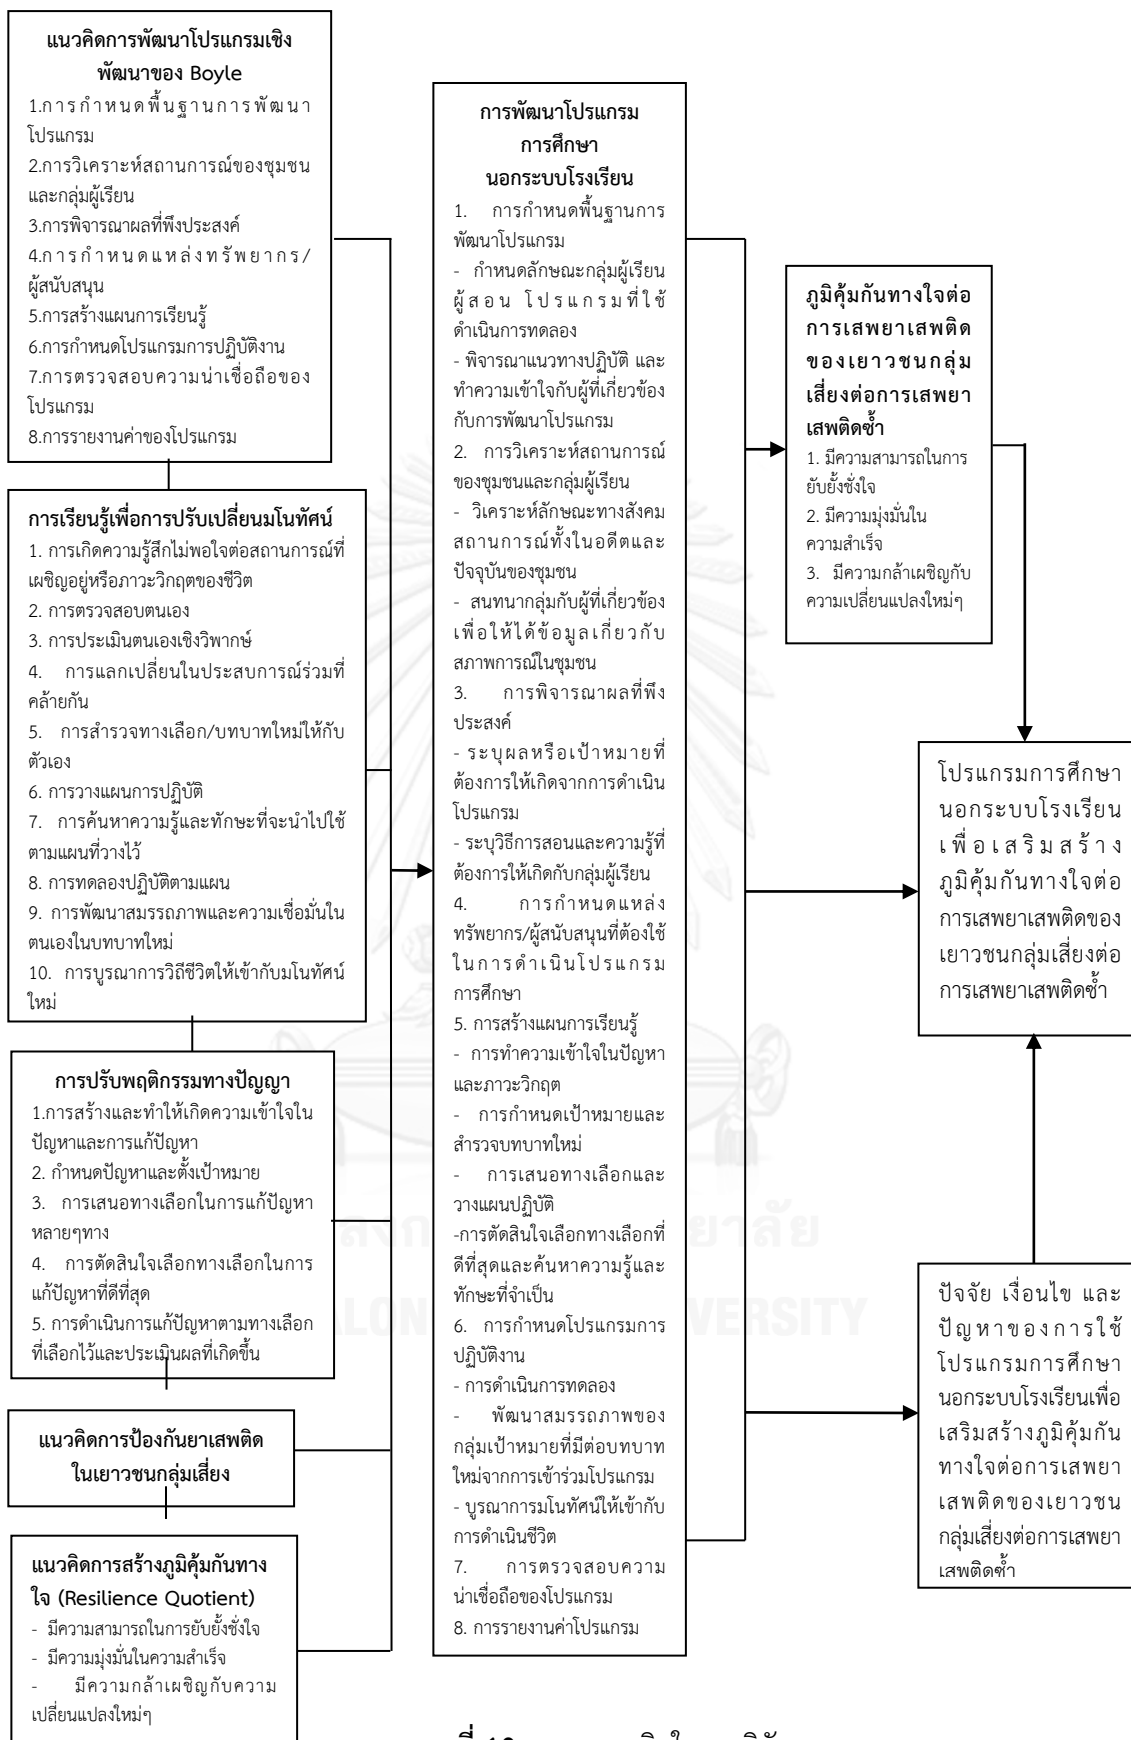 แนวคิดการพัฒนาโปรแกรมเชิง
พัฒนาของ Boyle
1.การกำหนดพื้นฐานการพัฒนา
โปรแกรม
2.การวิเคราะห์สถานการณ์ของชุมชน
และกลุ่มผู้เรียน
3.การพิจารณาผลที่พึงประสงค์
4.การกำหนดแหล่งทรัพยากร/
ผู้สนับสนุน
5.การสร้างแผนการเรียนรู้
6.การกำหนดโปรแกรมการปฏิบัติงาน
7.การตรวจสอบความน่าเชื่อถือของ
โปรแกรม
8.การรายงานค่าของโปรแกรม
การเรียนรู้เพื่อการปรับเปลี่ยนมโนทัศน์
1. การเกิดความรู้สึกไม่พอใจต่อสถานการณ์ที่
เผชิญอยู่หรือภาวะวิกฤตของชีวิต
2. การตรวจสอบตนเอง
3. การประเมินตนเองเชิงวิพากษ์
4. การแลกเปลี่ยนในประสบการณ์ร่วมที่
คล้ายกัน
5. การสำรวจทางเลือก/บทบาทใหม่ให้กับ
ตัวเอง
6. การวางแผนการปฏิบัติ
7. การค้นหาความรู้และทักษะที่จะนำไปใช้
ตามแผนที่วางไว้
8. การทดลองปฏิบัติตามแผน
9. การพัฒนาสมรรถภาพและความเชื่อมั่นใน
ตนเองในบทบาทใหม่
10. การบูรณาการวิถีชีวิตให้เข้ากับมโนทัศน์
ใหม่
การปรับพฤติกรรมทางปัญญา
1.การสร้างและทำให้เกิดความเข้าใจใน
ปัญหาและการแก้ปัญหา
2. กำหนดปัญหาและตั้งเป้าหมาย
3. การเสนอทางเลือกในการแก้ปัญหา
หลายๆทาง
4. การตัดสินใจเลือกทางเลือกในการ
แก้ปัญหาที่ดีที่สุด
5. การดำเนินการแก้ปัญหาตามทางเลือก
ที่เลือกไว้และประเมินผลที่เกิดขึ้น
แนวคิดการป้องกันยาเสพติด
ในเยาวชนกลุ่มเสี่ยง
แนวคิดการสร้างภูมิคุ้มกันทาง
ใจ (Resilience Quotient)
- มีความสามารถในการยับยั้งชั่งใจ
- มีความมุ่งมั่นในความสำเร็จ
- มีความกล้าเผชิญกับความ
เปลี่ยนแปลงใหม่ๆ
การพัฒนาโปรแกรม
การศึกษา
นอกระบบโรงเรียน
1. การกำหนดพื้นฐานการ
พัฒนาโปรแกรม
- กำหนดลักษณะกลุ่มผู้เรียน
ผู้สอน โปรแกรมที่ใช้
ดำเนินการทดลอง
- พิจารณาแนวทางปฏิบัติ และ
ทำความเข้าใจกับผู้ที่เกี่ยวข้อง
กับการพัฒนาโปรแกรม
2. การวิเคราะห์สถานการณ์
ของชุมชนและกลุ่มผู้เรียน
- วิเคราะห์ลักษณะทางสังคม
สถานการณ์ทั้งในอดีตและ
ปัจจุบันของชุมชน
- สนทนากลุ่มกับผู้ที่เกี่ยวข้อง
เพื่อให้ได้ข้อมูลเกี่ยวกับ
สภาพการณ์ในชุมชน
3. การพิจารณาผลที่พึง
ประสงค์
- ระบุผลหรือเป้าหมายที่
ต้องการให้เกิดจากการดำเนิน
โปรแกรม
- ระบุวิธีการสอนและความรู้ที่
ต้องการให้เกิดกับกลุ่มผู้เรียน
4. การกำหนดแหล่ง
ทรัพยากร/ผู้สนับสนุนที่ต้องใช้
ในการดำเนินโปรแกรม
การศึกษา
5. การสร้างแผนการเรียนรู้
- การทำความเข้าใจในปัญหา
และภาวะวิกฤต
- การกำหนดเป้าหมายและ
สำรวจบทบาทใหม่
- การเสนอทางเลือกและ
วางแผนปฏิบัติ
-การตัดสินใจเลือกทางเลือกที่
ดีที่สุดและค้นหาความรู้และ
ทักษะที่จำเป็น
6. การกำหนดโปรแกรมการ
ปฏิบัติงาน
- การดำเนินการทดลอง
- พัฒนาสมรรถภาพของ
กลุ่มเป้าหมายที่มีต่อบทบาท
ใหม่จากการเข้าร่วมโปรแกรม
- บูรณาการมโนทัศน์ให้เข้ากับ
การดำเนินชีวิต
7. การตรวจสอบความ
น่าเชื่อถือของโปรแกรม
8. การรายงานค่าโปรแกรม
ภูมิคุ้มกันทางใจต่อ
การเสพยาเสพติด
ของเยาวชนกลุ่ม
เสี่ยงต่อการเสพยา
เสพติดซ้ำ
1. มีความสามารถในการ
ยับยั้งชั่งใจ
2. มีความมุ่งมั่นใน
ความสำเร็จ
3. มีความกล้าเผชิญกับ
ความเปลี่ยนแปลงใหม่ๆ
โปรแกรมการศึกษา
นอกระบบโรงเรียน
เพื่อเสริมสร้าง
ภูมิคุ้มกันทางใจต่อ
การเสพยาเสพติดของ
เยาวชนกลุ่มเสี่ยงต่อ
การเสพยาเสพติดซ้ำ
ปัจจัย เงื่อนไข และ
ปัญหาของการใช้
โปรแกรมการศึกษา
นอกระบบโรงเรียนเพื่อ
เสริมสร้างภูมิคุ้มกัน
ทางใจต่อการเสพยา
เสพติดของเยาวชน
กลุ่มเสี่ยงต่อการเสพยา
เสพติดซ้ำ